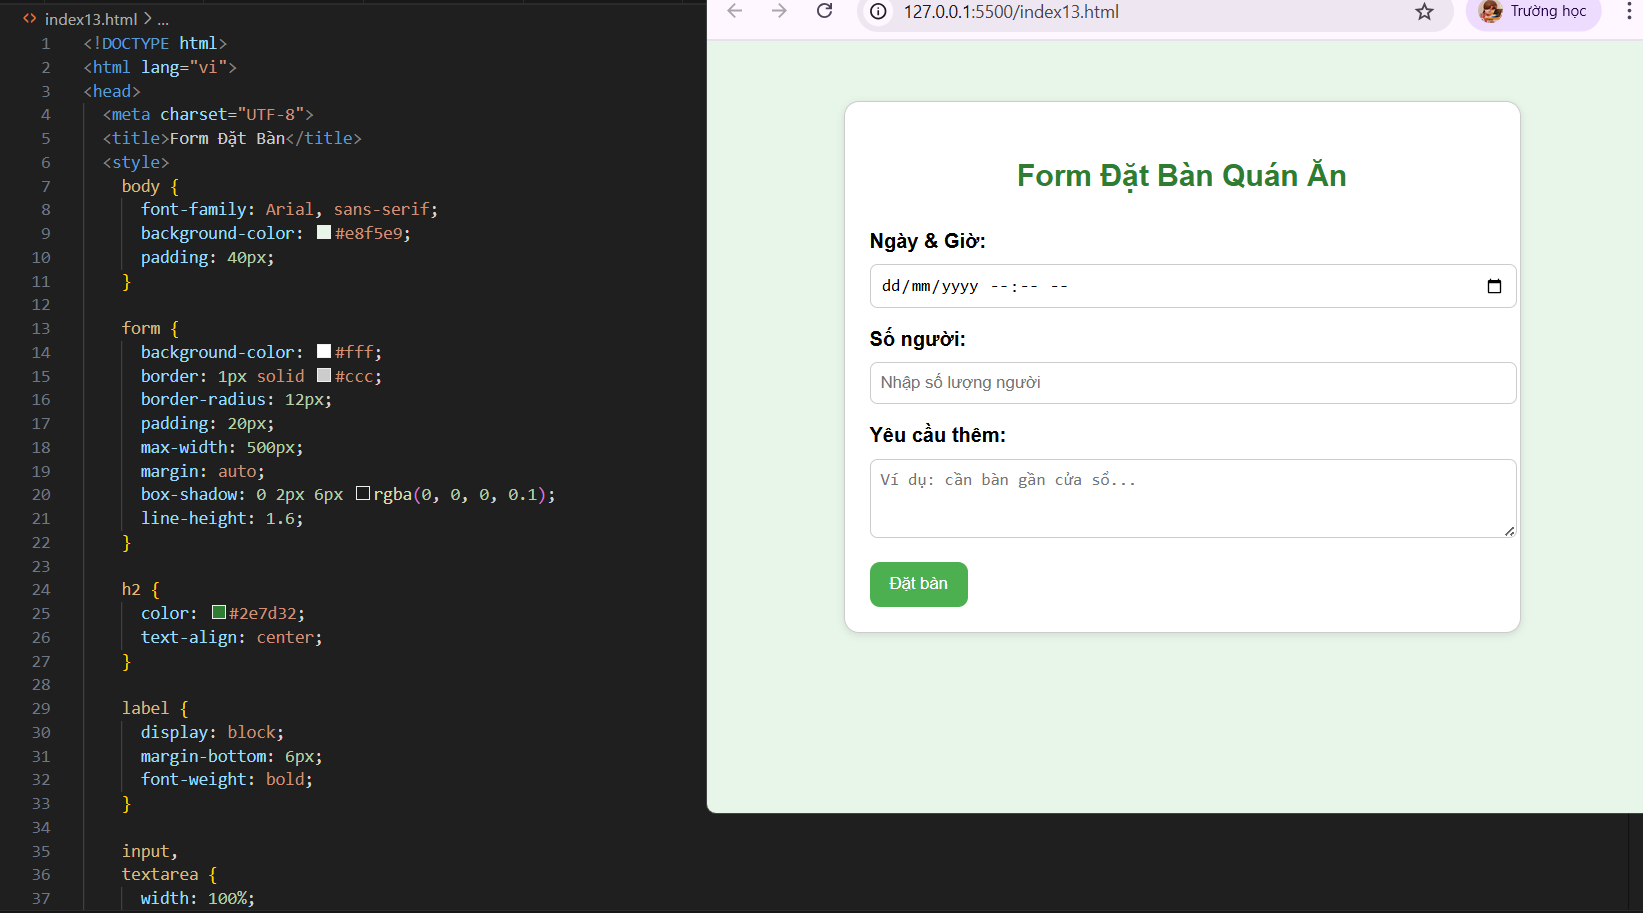 index13.html > ...
1 <!DOCTYPE html>
2 <html lang="vi">
3 <head>
4 <meta charset="UTF-8">
5 <title>Form Đặt Bàn</title>
6 <style>
7 body {
8 font-family: Arial, sans-serif;
9 background-color: #e8f5e9;
10 padding: 40px;
11 }
12
13 form {
14 background-color: #fff;
15 border: 1px solid #ccc;
16 border-radius: 12px;
17 padding: 20px;
18 max-width: 500px;
19 margin: auto;
20 box-shadow: 0 2px 6px rgba(0, 0, 0, 0.1);
21 line-height: 1.6;
22 }
23
24 h2 {
25 color: #2e7d32;
26 text-align: center;
27 }
28
29 label {
30 display: block;
31 margin-bottom: 6px;
32 font-weight: bold;
33 }
34
35 input,
36 textarea {
37 width: 100%;
127.0.0.1:5500/index13.html
Trường học
Form Đặt Bàn Quán Ăn
Ngày & Giờ:
dd/mm/yyyy --:-- --
Số người:
Nhập số lượng người
Yêu cầu thêm:
Ví dụ: cần bàn gần cửa sổ...
Đặt bàn